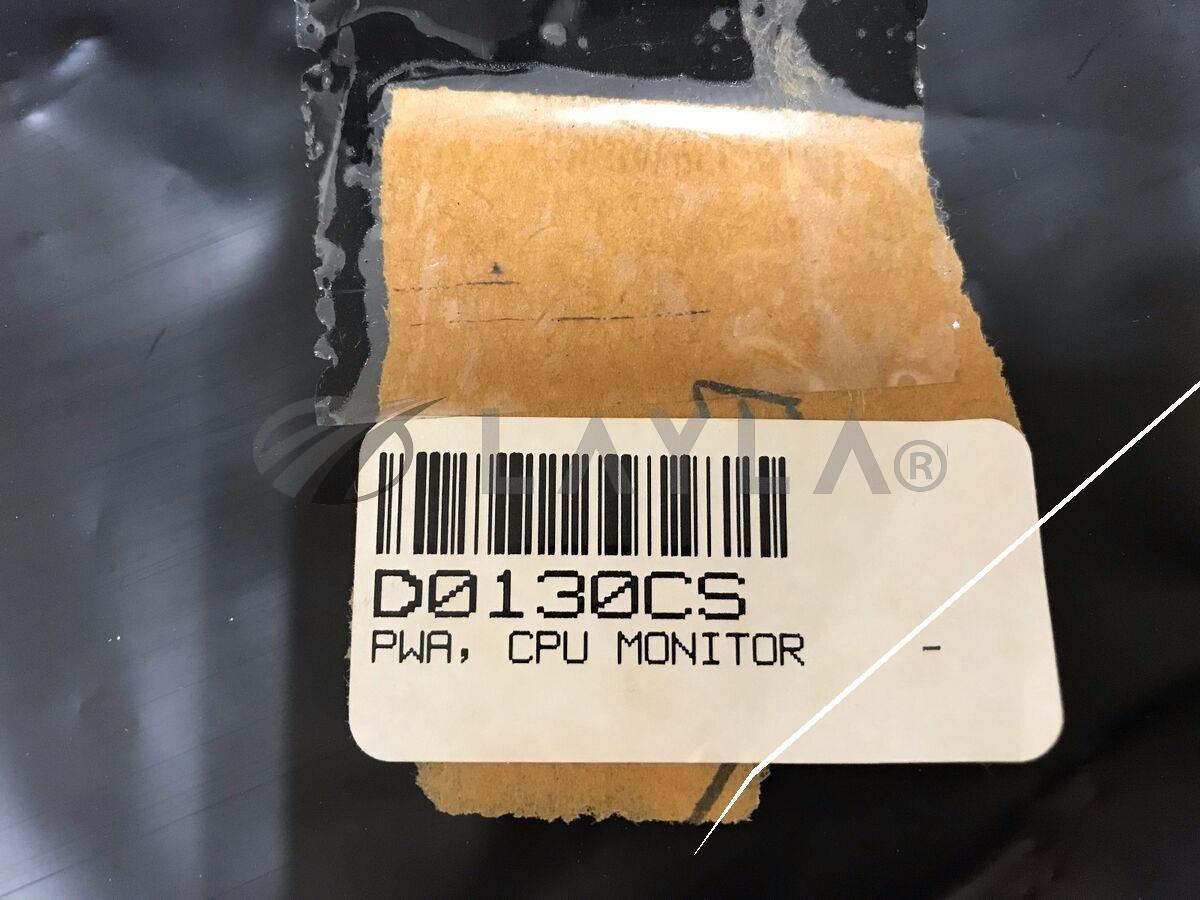 LAYLA®
D0130CS
PWA, CPU MONITOR -